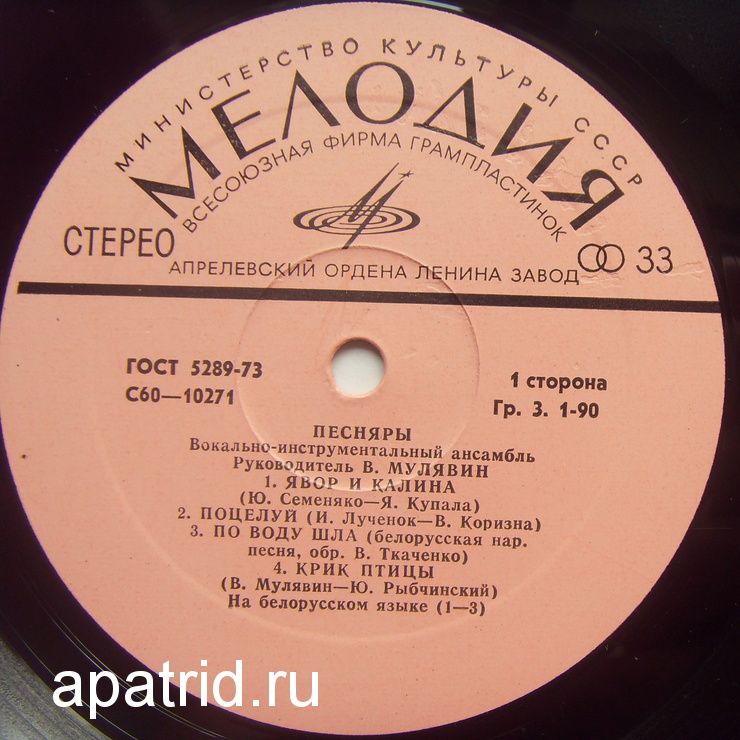 МИНИСТЕРСТВО КУЛЬТУРЫ СССР
МЕЛОДИЯ
ВСЕСОЮЗНАЯ ФИРМА ГРАМПЛАСТИНОК
СТЕРЕО
33
АПРЕЛЕВСКИЙ ОРДЕНА ЛЕНИНА ЗАВОД
ГОСТ 5289-73
С60—10271
1 сторона
Гр. 3. 1-90
ПЕСНЯРЫ
Вокально-инструментальный ансамбль
Руководитель В. МУЛЯВИН
1. ЯВОР И КАЛИНА
(Ю. Семеняко—Я. Купала)
2. ПОЦЕЛУЙ (И. Лученок—В. Коризна)
3. ПО ВОДУ ШЛА (белорусская нар.
песня, обр. В. Ткаченко)
4. КРИК ПТИЦЫ
(В. Мулявин—Ю. Рыбчинский)
На белорусском языке (1—3)
apatrid.ru